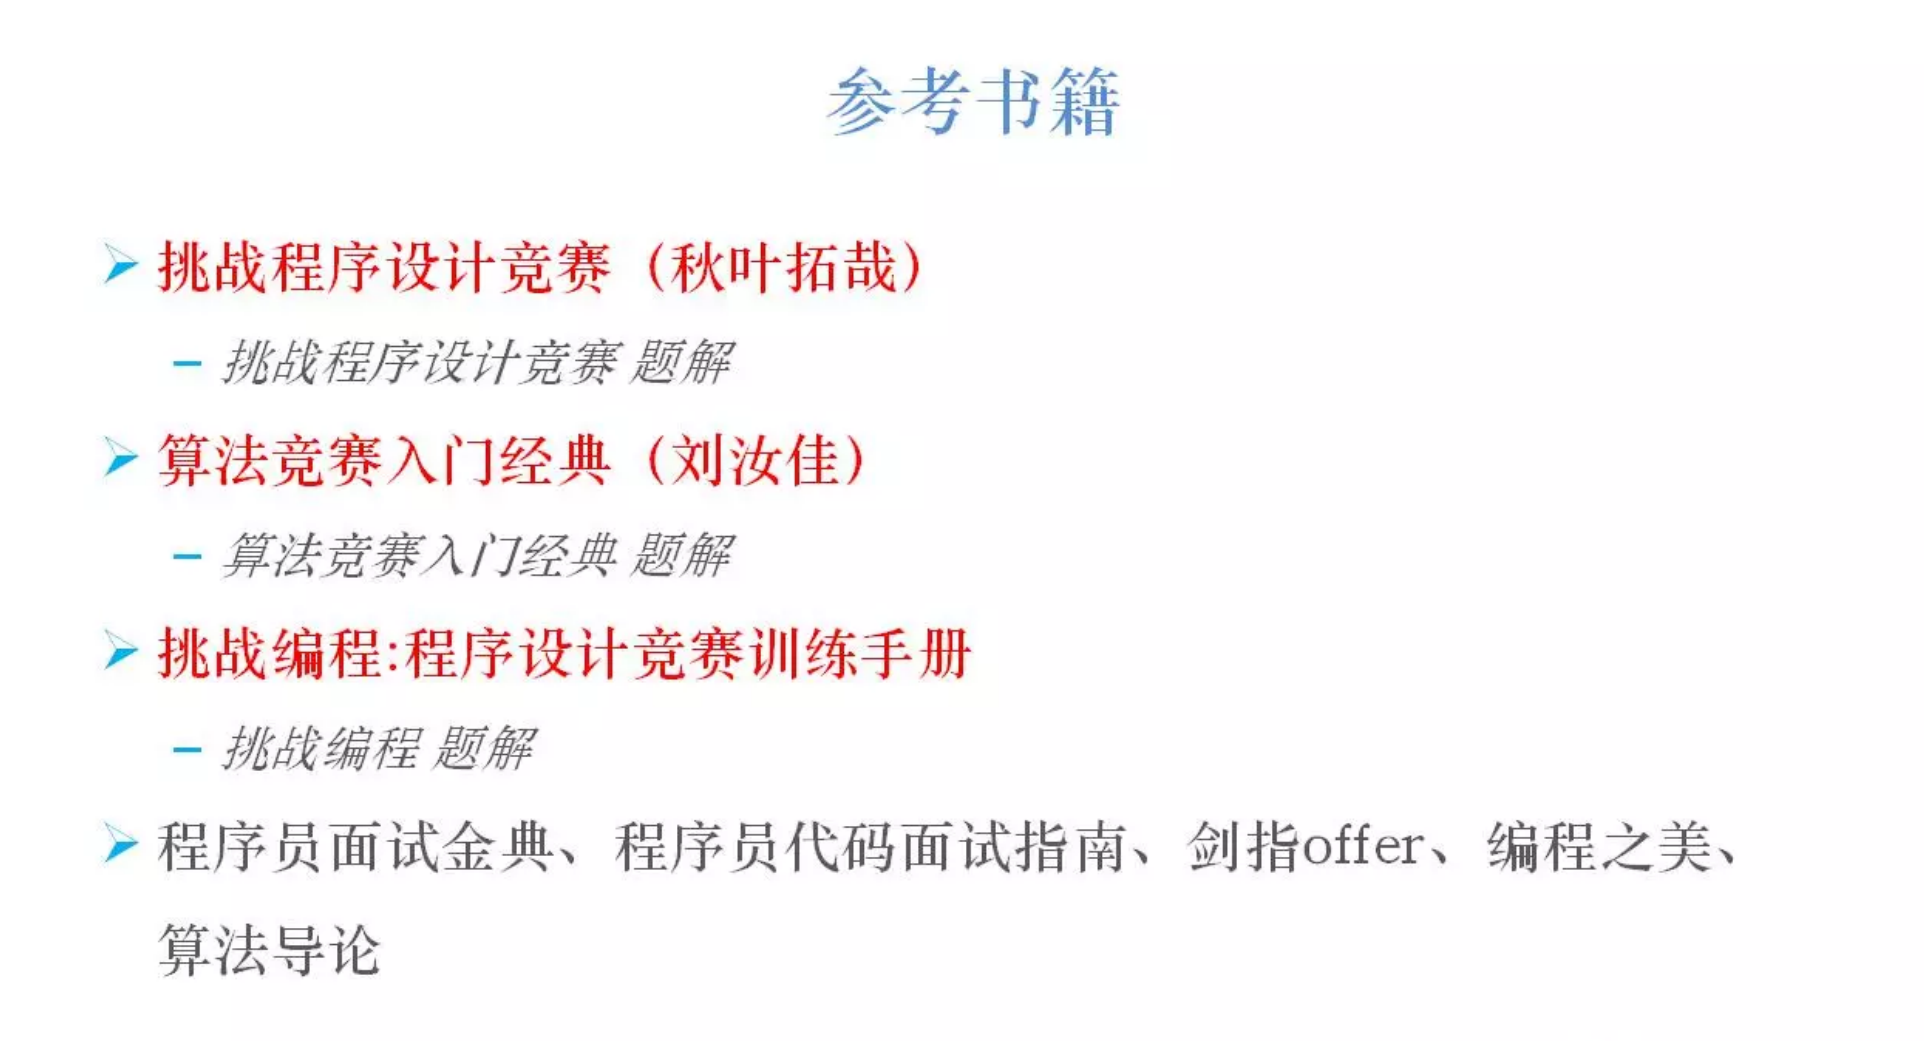 参考书籍
挑战程序设计竞赛（秋叶拓哉）
– 挑战程序设计竞赛 题解
算法竞赛入门经典（刘汝佳）
– 算法竞赛入门经典 题解
挑战编程:程序设计竞赛训练手册
– 挑战编程 题解
程序员面试金典、程序员代码面试指南、剑指offer、编程之美、
算法导论